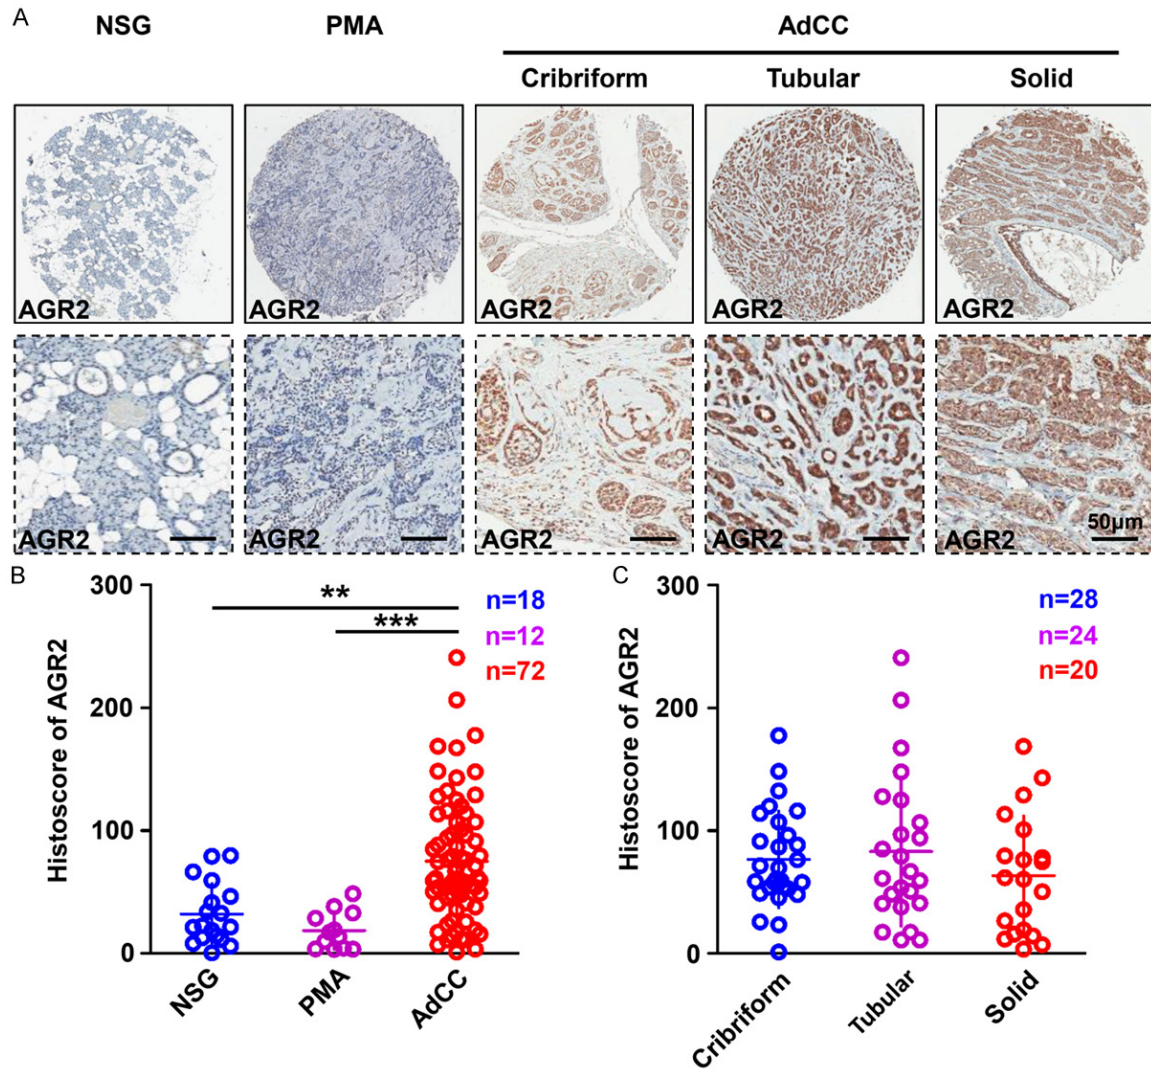 A
NSG PMA AdCC
Cribriform Tubular Solid
AGR2 AGR2 AGR2 AGR2 AGR2
50μm
AGR2 AGR2 AGR2 AGR2 AGR2
B
Histoscore of AGR2
300
200
100
0
**
***
n=18
n=12
n=72
NSG PMA AdCC
C
Histoscore of AGR2
300
200
100
0
n=28
n=24
n=20
Cribriform Tubular Solid